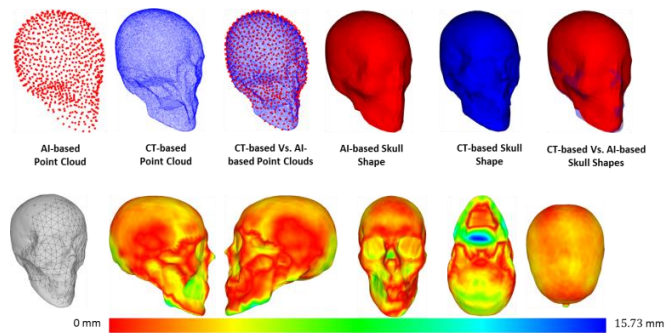 AI-based
Point Cloud
CT-based
Point Cloud
CT-based Vs. AI-
based Point Clouds
AI-based Skull
Shape
CT-based Skull
Shape
CT-based Vs. AI-based
Skull Shapes
0 mm
15.73 mm